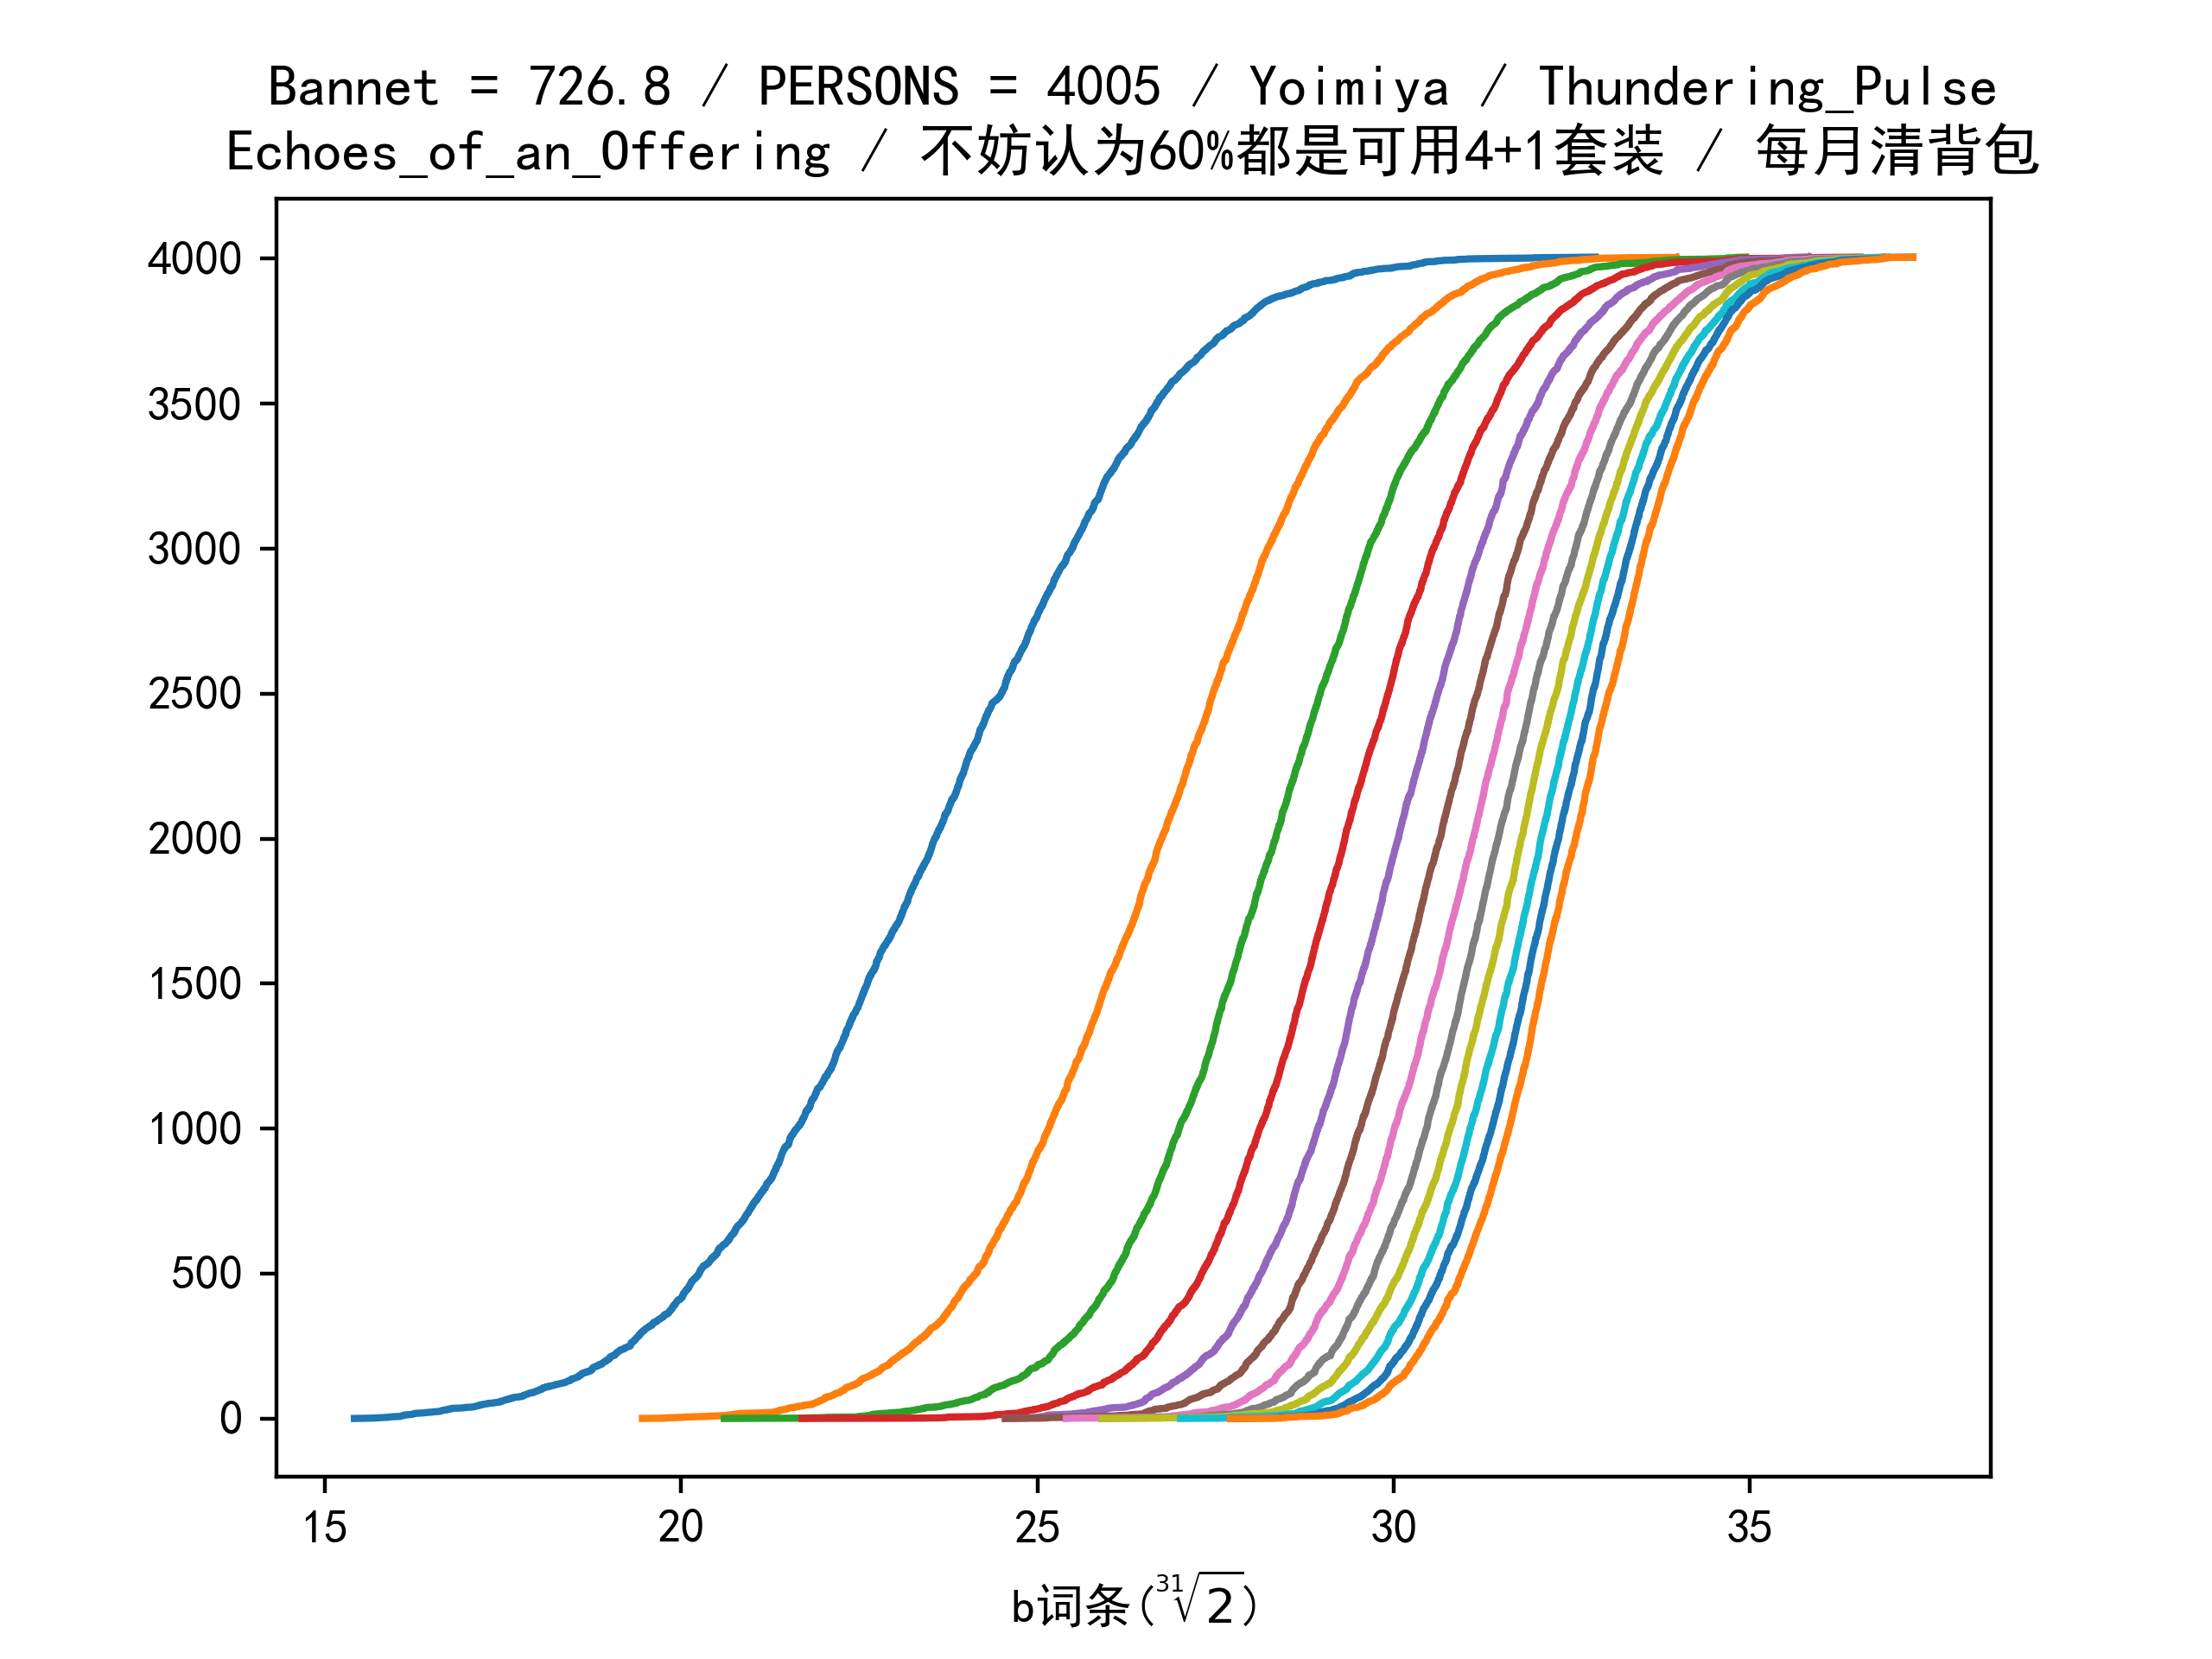 Bannet = 726.8 / PERSONS = 4005 / Yoimiya / Thundering_Pulse
Echoes_of_an_Offering / 不妨认为60%都是可用4+1套装 / 每月清背包
4000
3500
3000
2500
2000
1500
1000
500
0
15 20 25 30 35
b词条(³¹√2)